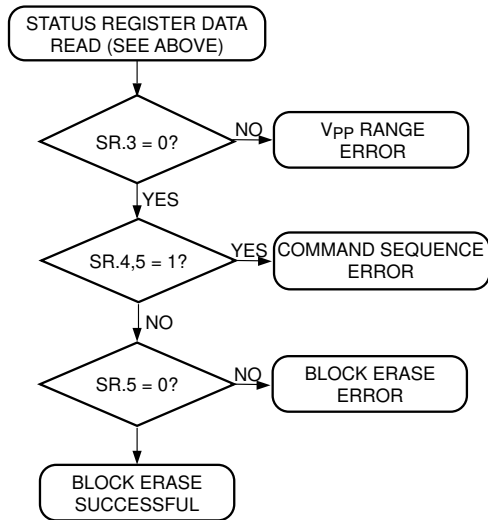 STATUS REGISTER DATA
READ (SEE ABOVE)
SR.3 = 0?
NO
VPP RANGE
ERROR
YES
SR.4,5 = 1?
YES
COMMAND SEQUENCE
ERROR
NO
SR.5 = 0?
NO
BLOCK ERASE
ERROR
BLOCK ERASE
SUCCESSFUL